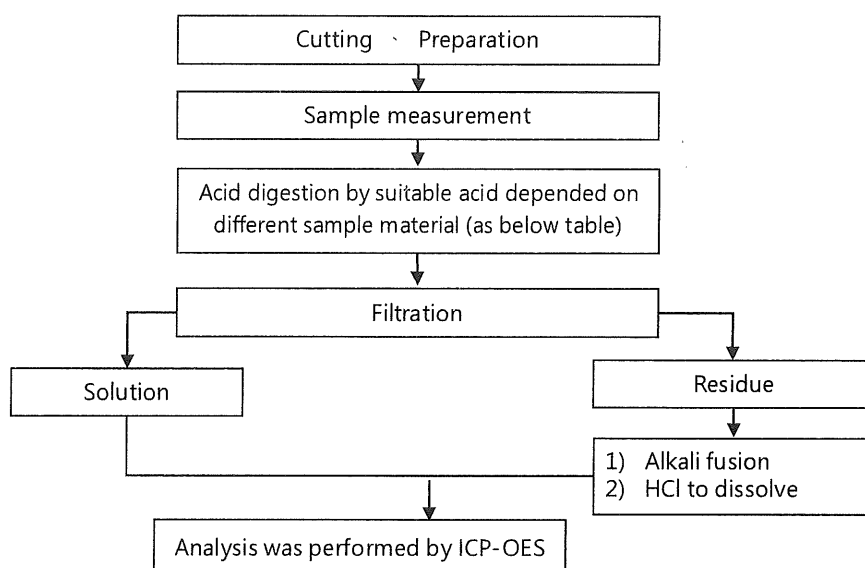 Cutting 、 Preparation
Sample measurement
Acid digestion by suitable acid depended on
different sample material (as below table)
Filtration
Solution
Residue
1) Alkali fusion
2) HCl to dissolve
Analysis was performed by ICP-OES